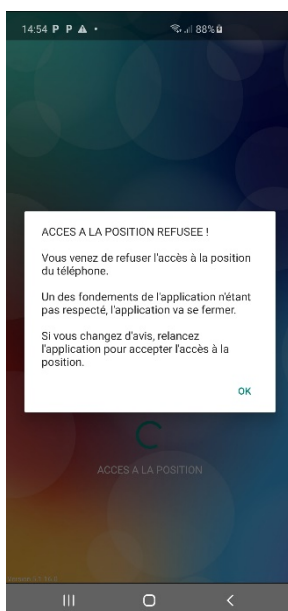 14:54 P P 88%
ACCES A LA POSITION REFUSEE !
Vous venez de refuser l'accès à la position
du téléphone.
Un des fondements de l'application n'étant
pas respecté, l'application va se fermer.
Si vous changez d'avis, relancez
l'application pour accepter l'accès à la
position.
OK
ACCES A LA POSITION